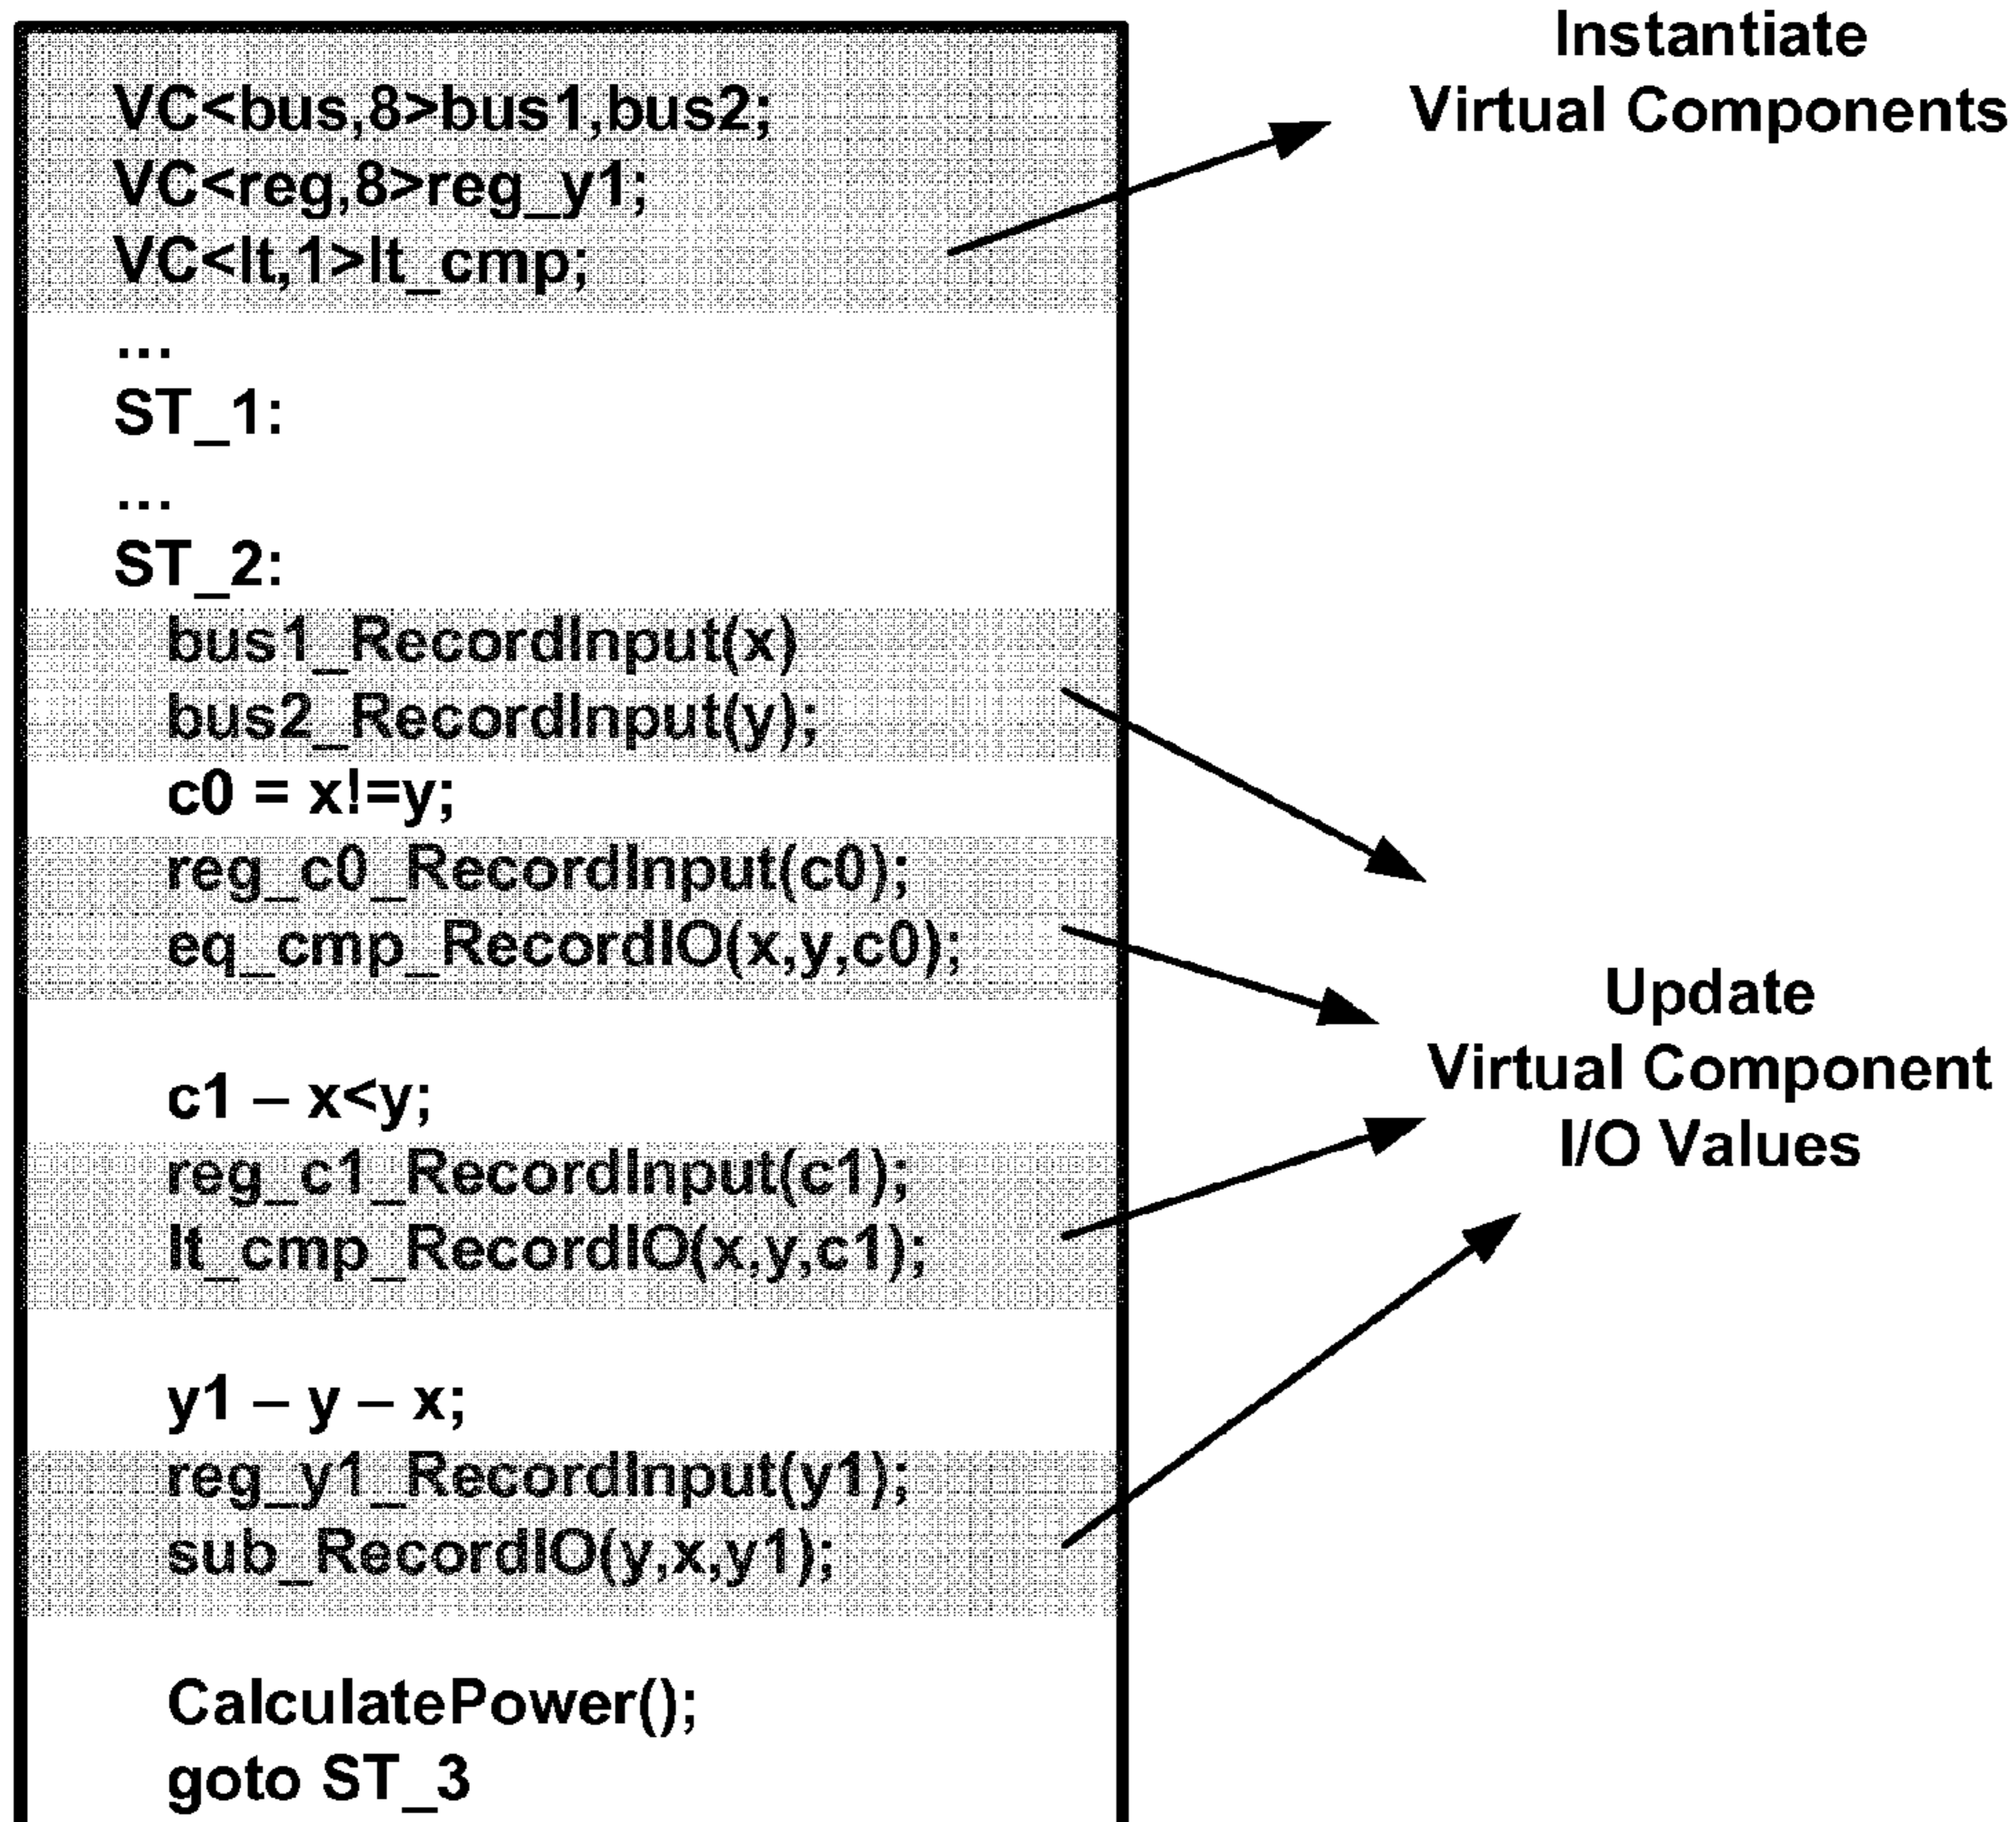 VC<bus,8>bus1,bus2;
VC<reg,8>reg_y1;
VC<lt,1>lt_cmp;
...
ST_1:
...
ST_2:
bus1_RecordInput(x)
bus2_RecordInput(y);
c0 = x!=y;
reg_c0_RecordInput(c0);
eq_cmp_RecordIO(x,y,c0);
c1 – x<y;
reg_c1_RecordInput(c1);
lt_cmp_RecordIO(x,y,c1);
y1 – y – x;
reg_y1_RecordInput(y1);
sub_RecordIO(y,x,y1);
CalculatePower();
goto ST_3
Instantiate
Virtual Components
Update
Virtual Component
I/O Values